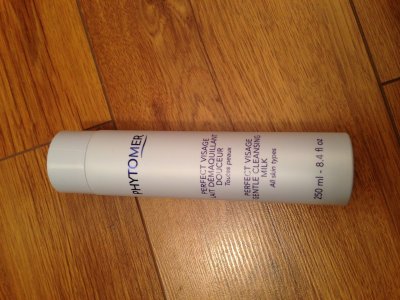 PHYTOMER
PERFECT VISAGE
LAIT DÉMAQUILLANT
DOUCEUR
Toutes peaux
PERFECT VISAGE
GENTLE CLEANSING
MILK
All skin types
250 ml - 8.4 fl oz